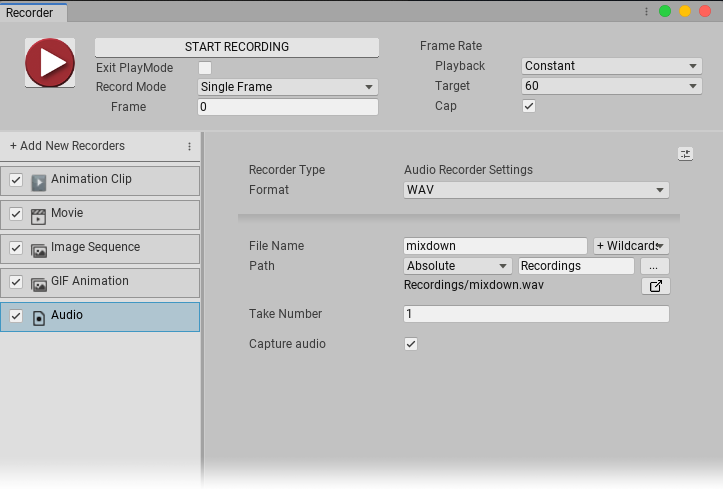 Recorder
START RECORDING
Exit PlayMode
Record Mode Single Frame
Frame 0
Frame Rate
Playback Constant
Target 60
Cap
+ Add New Recorders
Animation Clip
Movie
Image Sequence
GIF Animation
Audio
Recorder Type Audio Recorder Settings
Format WAV
File Name mixdown + Wildcards
Path Absolute Recordings ...
Recordings/mixdown.wav
Take Number 1
Capture audio